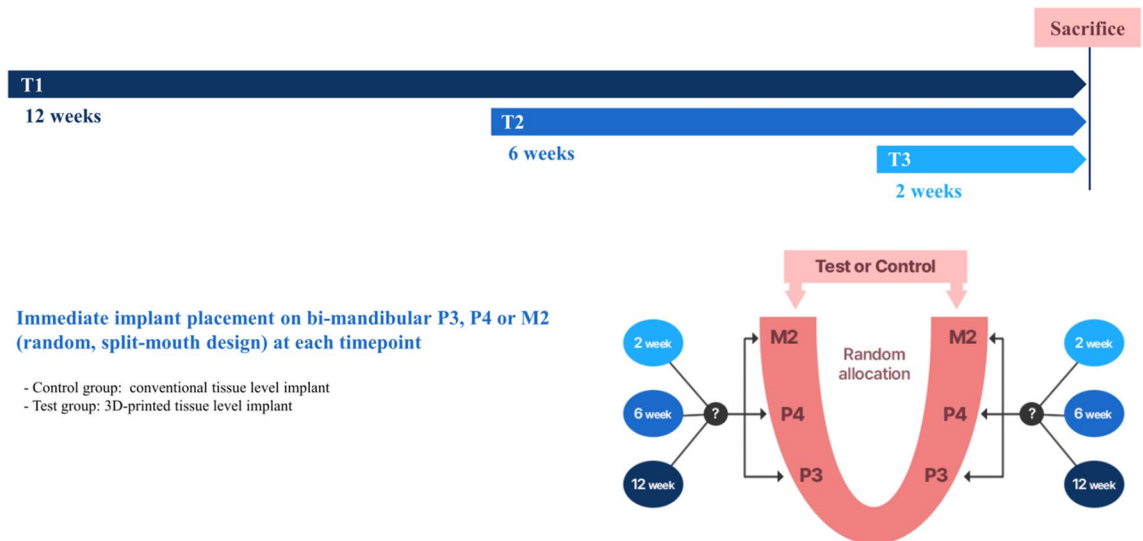 Sacrifice
T1
12 weeks
T2
6 weeks
T3
2 weeks
Immediate implant placement on bi-mandibular P3, P4 or M2
(random, split-mouth design) at each timepoint
- Control group:  conventional tissue level implant
- Test group: 3D-printed tissue level implant
Test or Control
2 week
6 week
12 week
?
M2
P4
P3
Random
allocation
M2
P4
P3
?
2 week
6 week
12 week